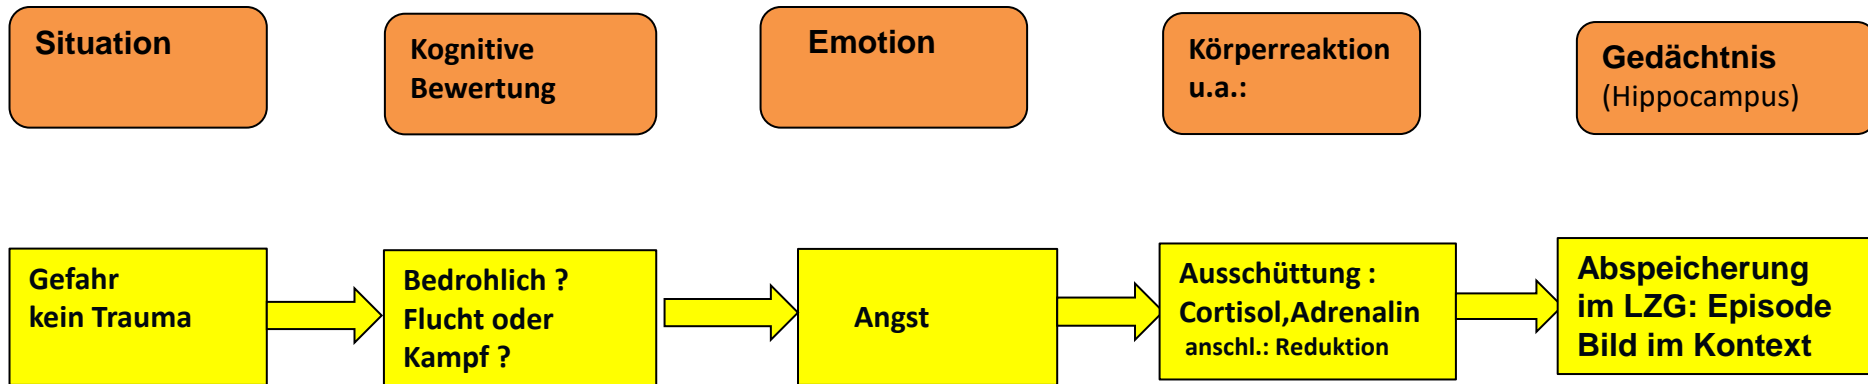 Situation
Kognitive
Bewertung
Emotion
Körperreaktion
u.a.:
Gedächtnis
(Hippocampus)
Gefahr
kein Trauma
Bedrohlich ?
Flucht oder
Kampf ?
Angst
Ausschüttung :
Cortisol,Adrenalin
anschl.: Reduktion
Abspeicherung
im LZG: Episode
Bild im Kontext